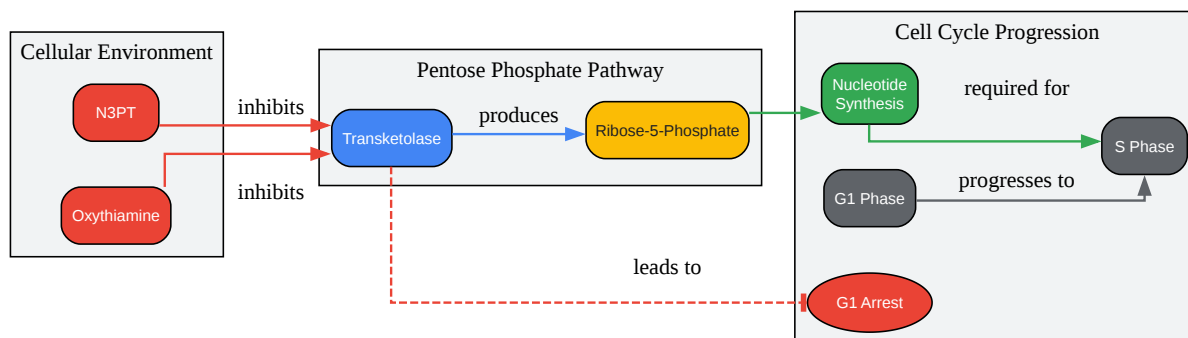 Cellular Environment
N3PT
Oxythiamine
inhibits
inhibits
Pentose Phosphate Pathway
Transketolase
produces
Ribose-5-Phosphate
Cell Cycle Progression
Nucleotide
Synthesis
required for
S Phase
G1 Phase
progresses to
leads to
G1 Arrest